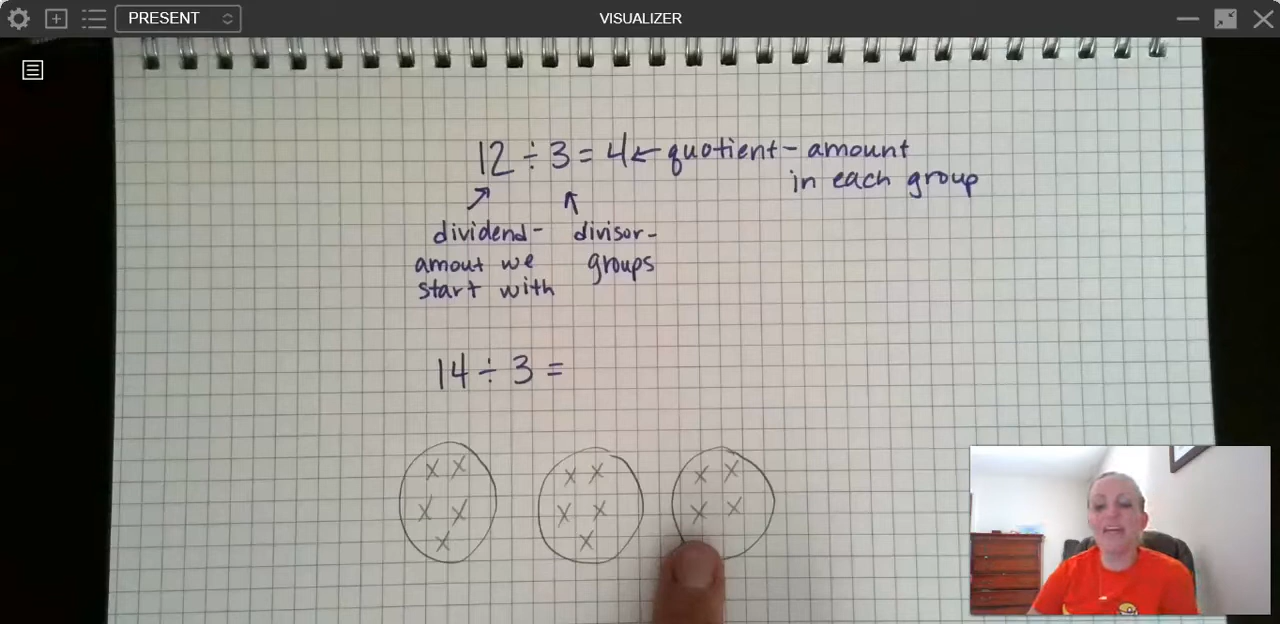 PRESENT
VISUALIZER
12 ÷ 3 = 4 ← quotient - amount
in each group
dividend- divisor-
amout we groups
start with
14 ÷ 3 =
X X X X X X
X X X X X X
X X